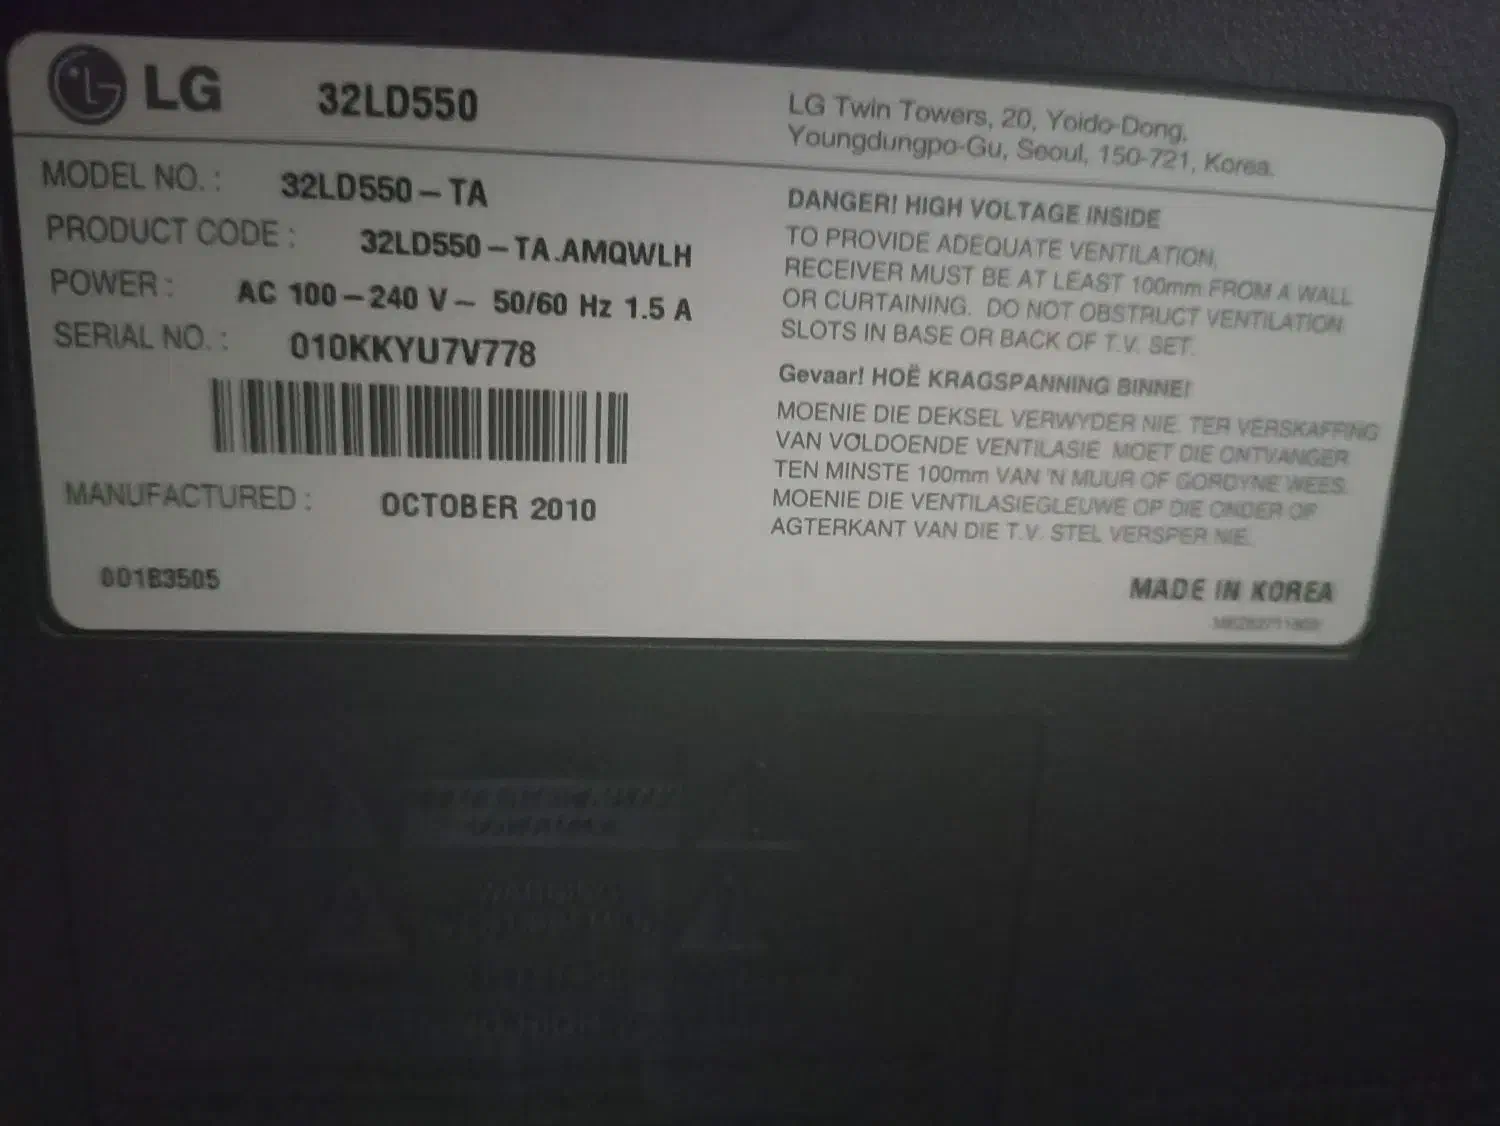 LG 32LD550
LG Twin Towers, 20, Yoido-Dong,
Youngdungpo-Gu, Seoul, 150-721, Korea.
MODEL NO. : 32LD550-TA
PRODUCT CODE : 32LD550-TA.AMQWLH
POWER : AC 100-240 V~ 50/60 Hz 1.5 A
SERIAL NO. : 010KKYU7V778
MANUFACTURED : OCTOBER 2010
001B3505
DANGER! HIGH VOLTAGE INSIDE
TO PROVIDE ADEQUATE VENTILATION,
RECEIVER MUST BE AT LEAST 100mm FROM A WALL
OR CURTAINING. DO NOT OBSTRUCT VENTILATION
SLOTS IN BASE OR BACK OF T.V. SET.
Gevaar! HOË KRAGSPANNING BINNE!
MOENIE DIE DEKSEL VERWYDER NIE. TER VERSKAFFING
VAN VOLDOENDE VENTILASIE MOET DIE ONTVANGER
TEN MINSTE 100mm VAN 'N MUUR OF GORDYNE WEES.
MOENIE DIE VENTILASIEGLEUWE OP DIE ONDER OF
AGTERKANT VAN DIE T.V. STEL VERSPER NIE.
MADE IN KOREA